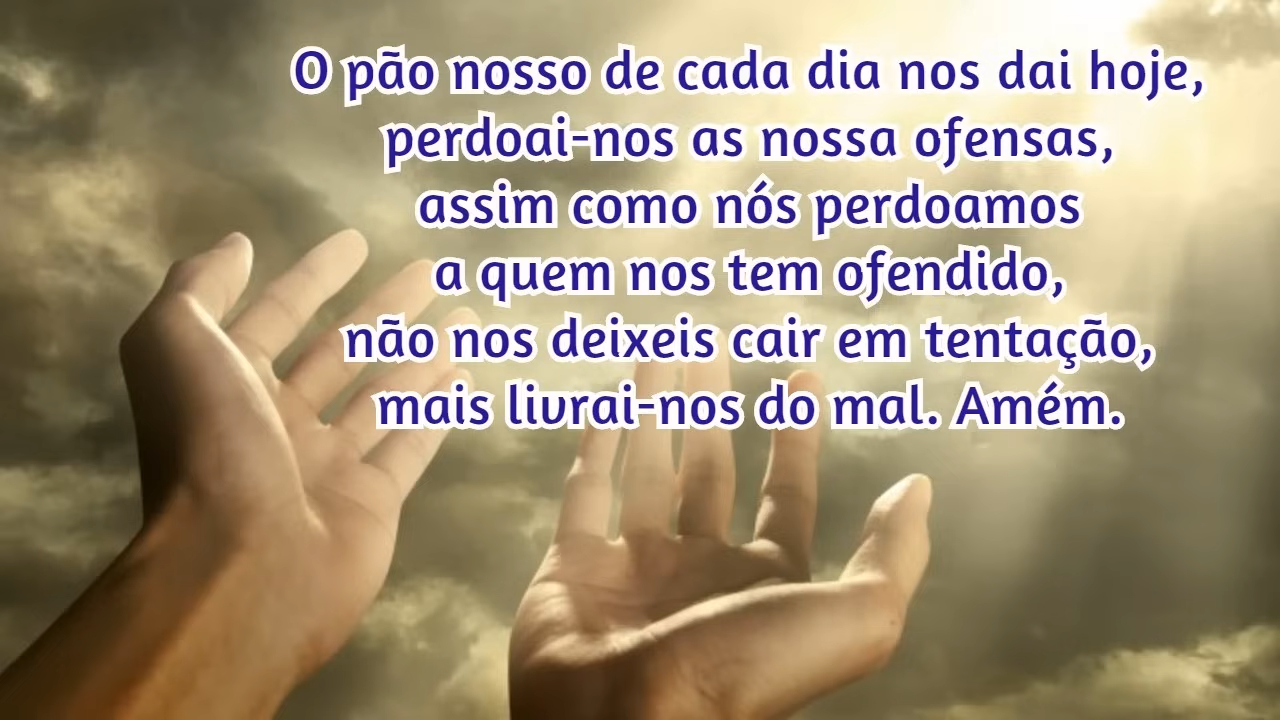 O pão nosso de cada dia nos dai hoje,
perdoai-nos as nossa ofensas,
assim como nós perdoamos
a quem nos tem ofendido,
não nos deixeis cair em tentação,
mais livrai-nos do mal. Amém.